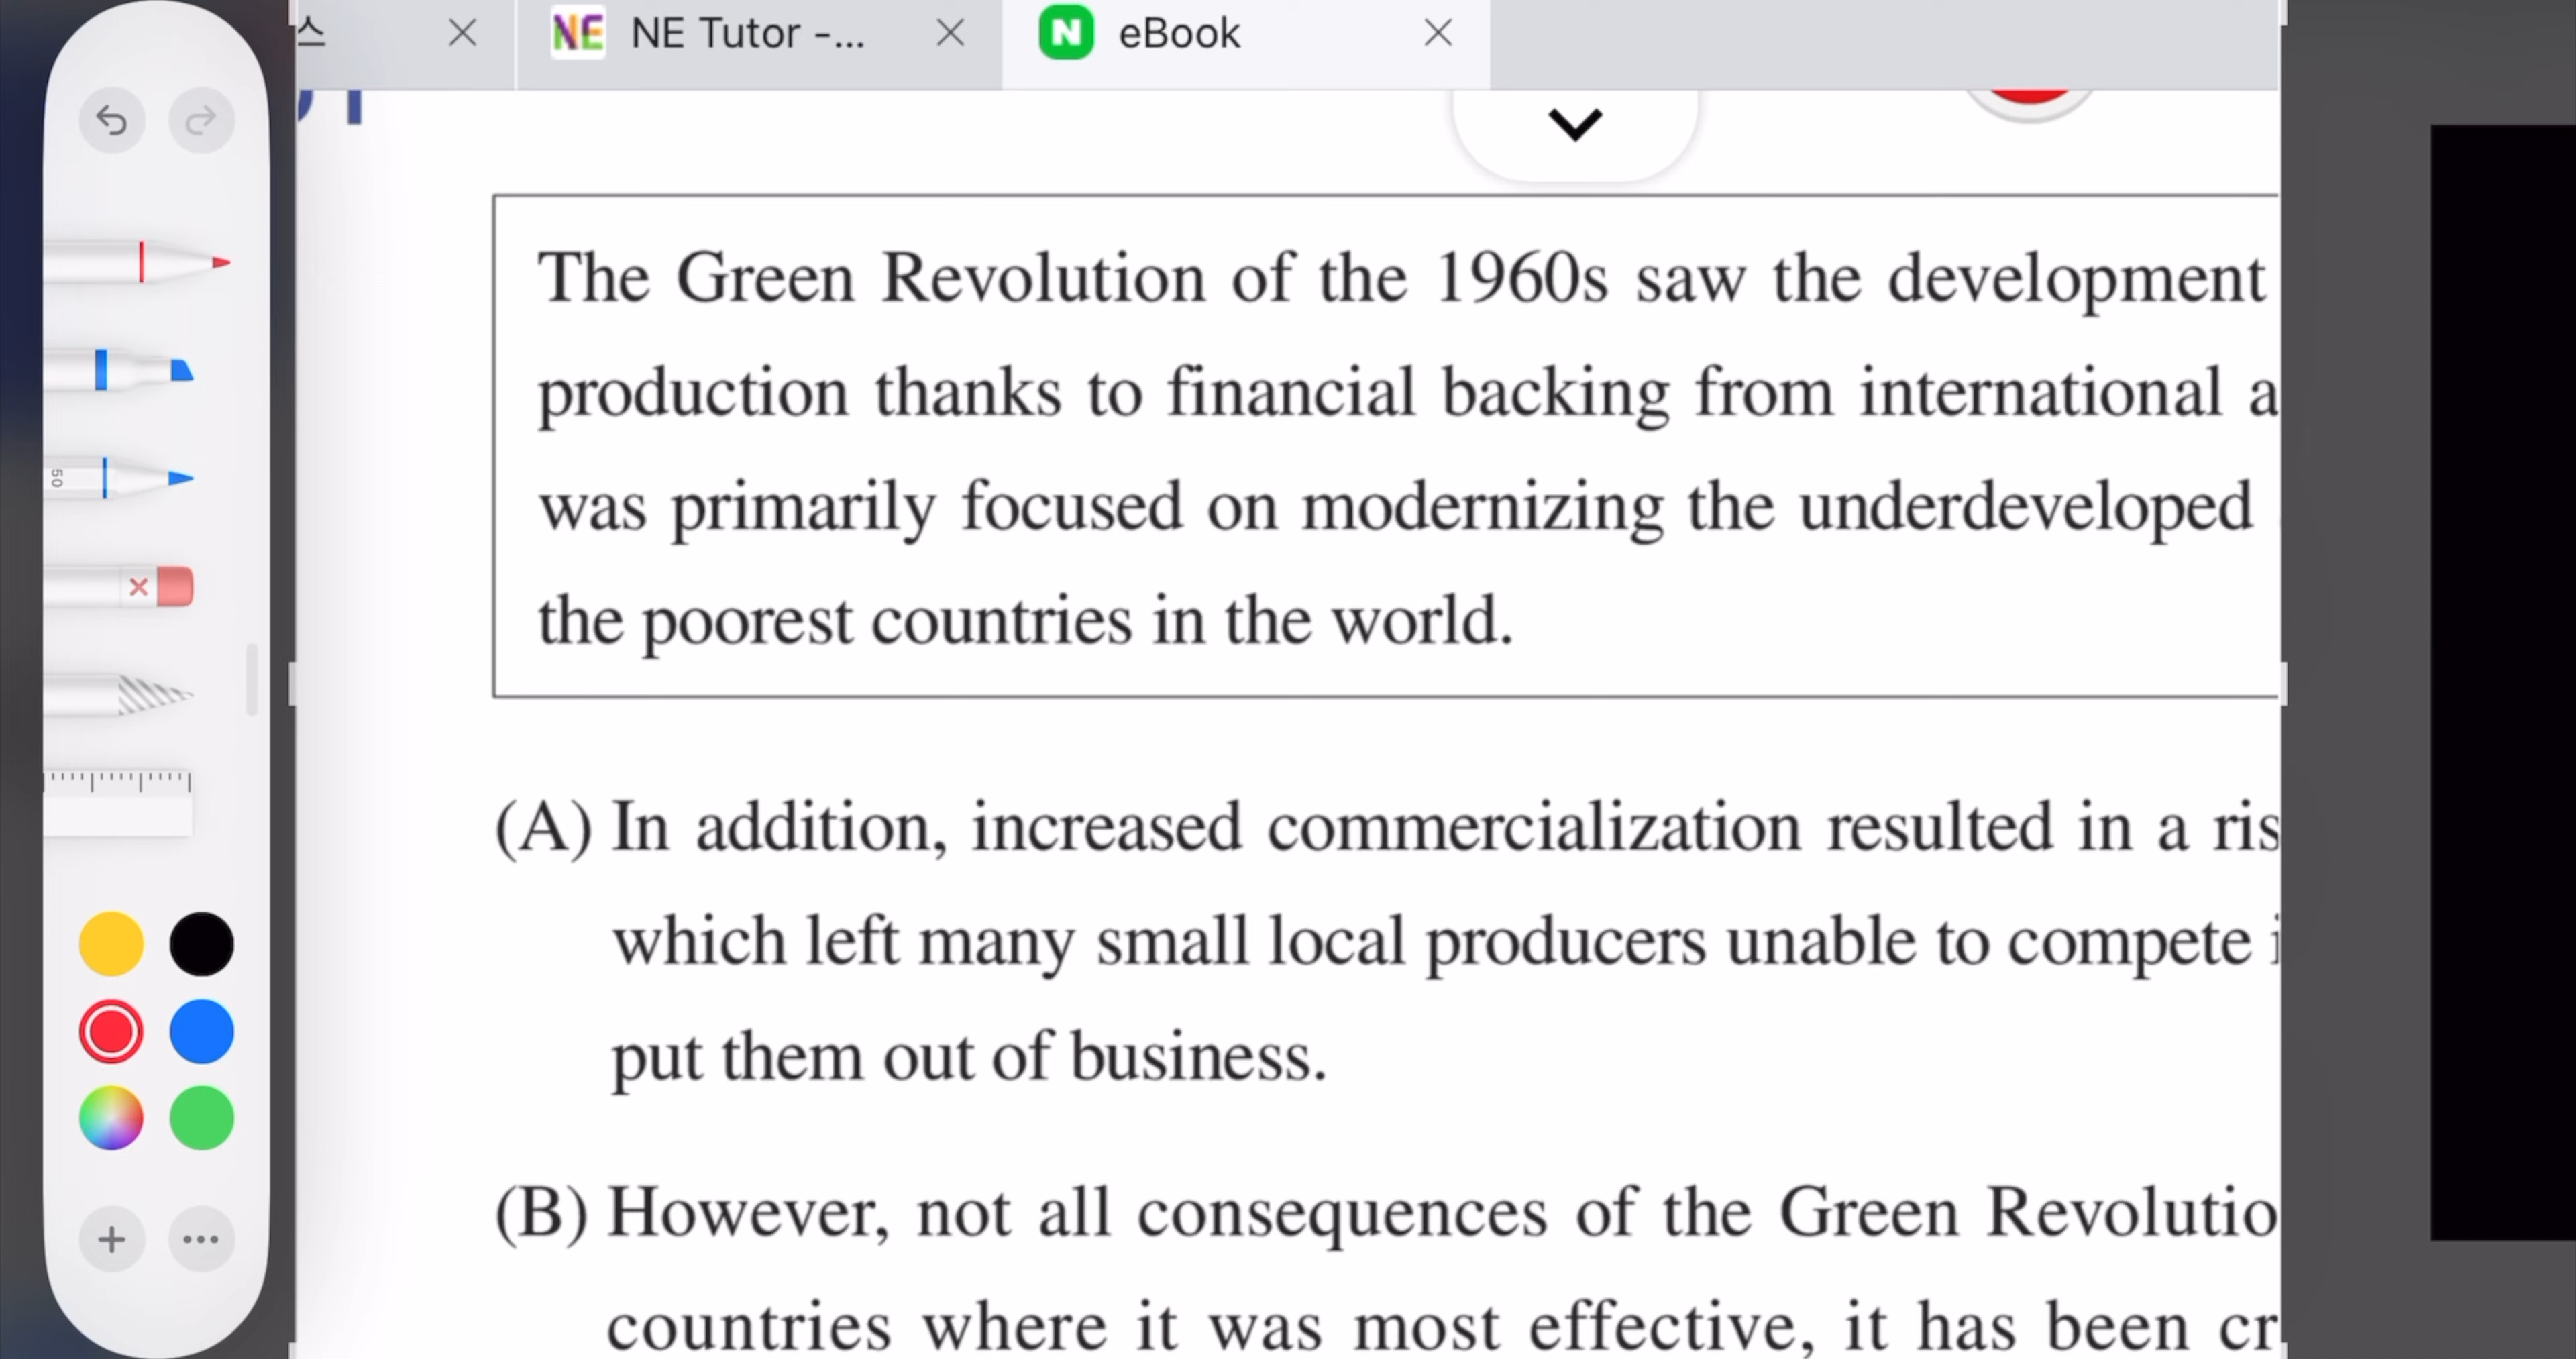 스
NE NE Tutor -...
N eBook
The Green Revolution of the 1960s saw the development
production thanks to financial backing from international
was primarily focused on modernizing the underdeveloped
the poorest countries in the world.
(A) In addition, increased commercialization resulted in a
which left many small local producers unable to compete
put them out of business.
(B) However, not all consequences of the Green
countries where it was most effective, it has been
50